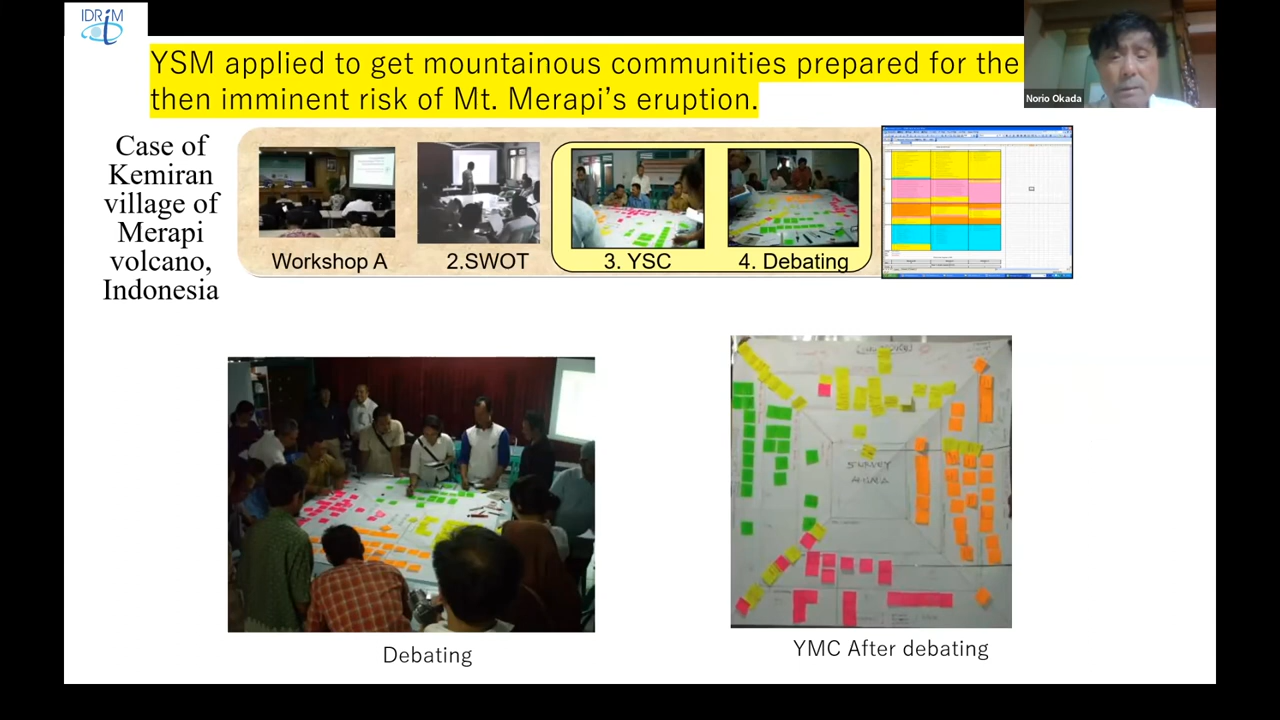 IDRiM
YSM applied to get mountainous communities prepared for the
then imminent risk of Mt. Merapi's eruption.
Norio Okada
Case of
Kemiran
village of
Merapi
volcano,
Indonesia
Workshop A
2.SWOT
3. YSC
4. Debating
SURVEY
Debating
YMC After debating